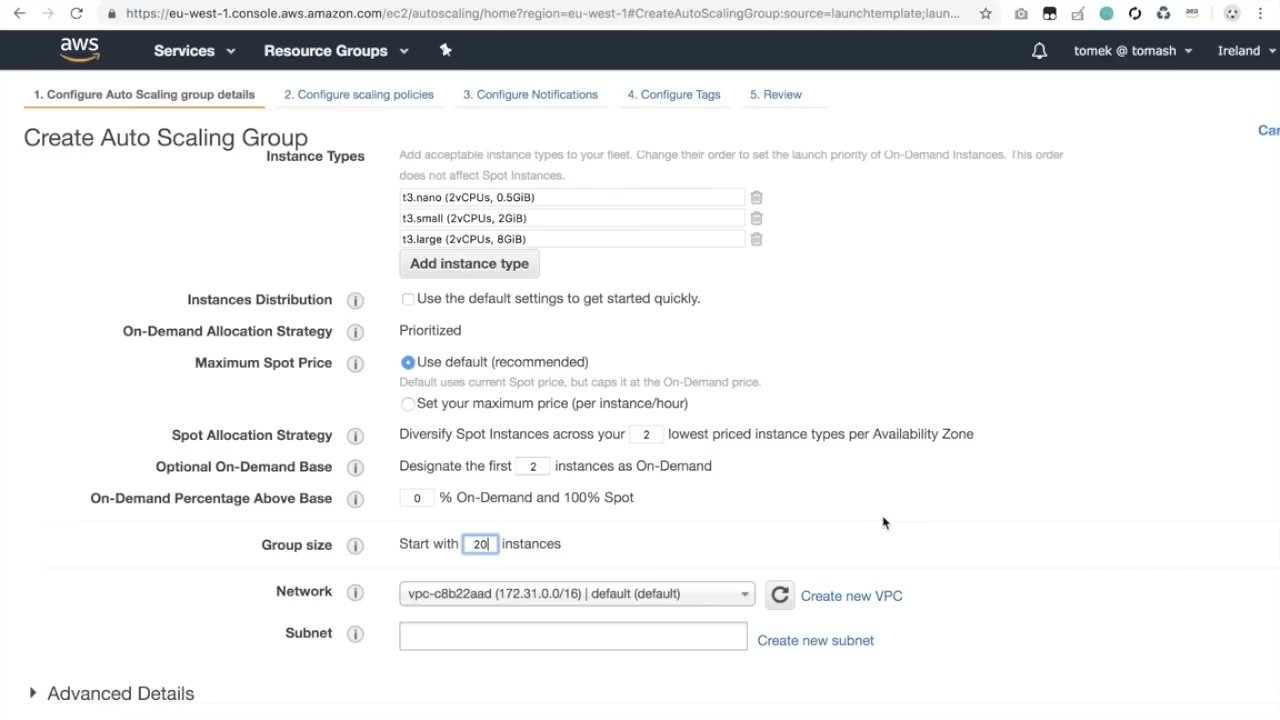 https://eu-west-1.console.aws.amazon.com/ec2/autoscaling/home?region=eu-west-1#CreateAutoScalingGroup:source=launchtemplate;laun...
aws Services Resource Groups tomek @ tomash Ireland
1. Configure Auto Scaling group details 2. Configure scaling policies 3. Configure Notifications 4. Configure Tags 5. Review
Create Auto Scaling Group Can
Instance Types Add acceptable instance types to your fleet. Change their order to set the launch priority of On-Demand Instances. This order
does not affect Spot Instances.
t3.nano (2vCPUs, 0.5GiB)
t3.small (2vCPUs, 2GiB)
t3.large (2vCPUs, 8GiB)
Add instance type
Instances Distribution i Use the default settings to get started quickly.
On-Demand Allocation Strategy i Prioritized
Maximum Spot Price i Use default (recommended)
Default uses current Spot price, but caps it at the On-Demand price.
Set your maximum price (per instance/hour)
Spot Allocation Strategy i Diversify Spot Instances across your 2 lowest priced instance types per Availability Zone
Optional On-Demand Base i Designate the first 2 instances as On-Demand
On-Demand Percentage Above Base i 0 % On-Demand and 100% Spot
Group size i Start with 20 instances
Network i vpc-c8b22aad (172.31.0.0/16) | default (default) Create new VPC
Subnet i Create new subnet
Advanced Details